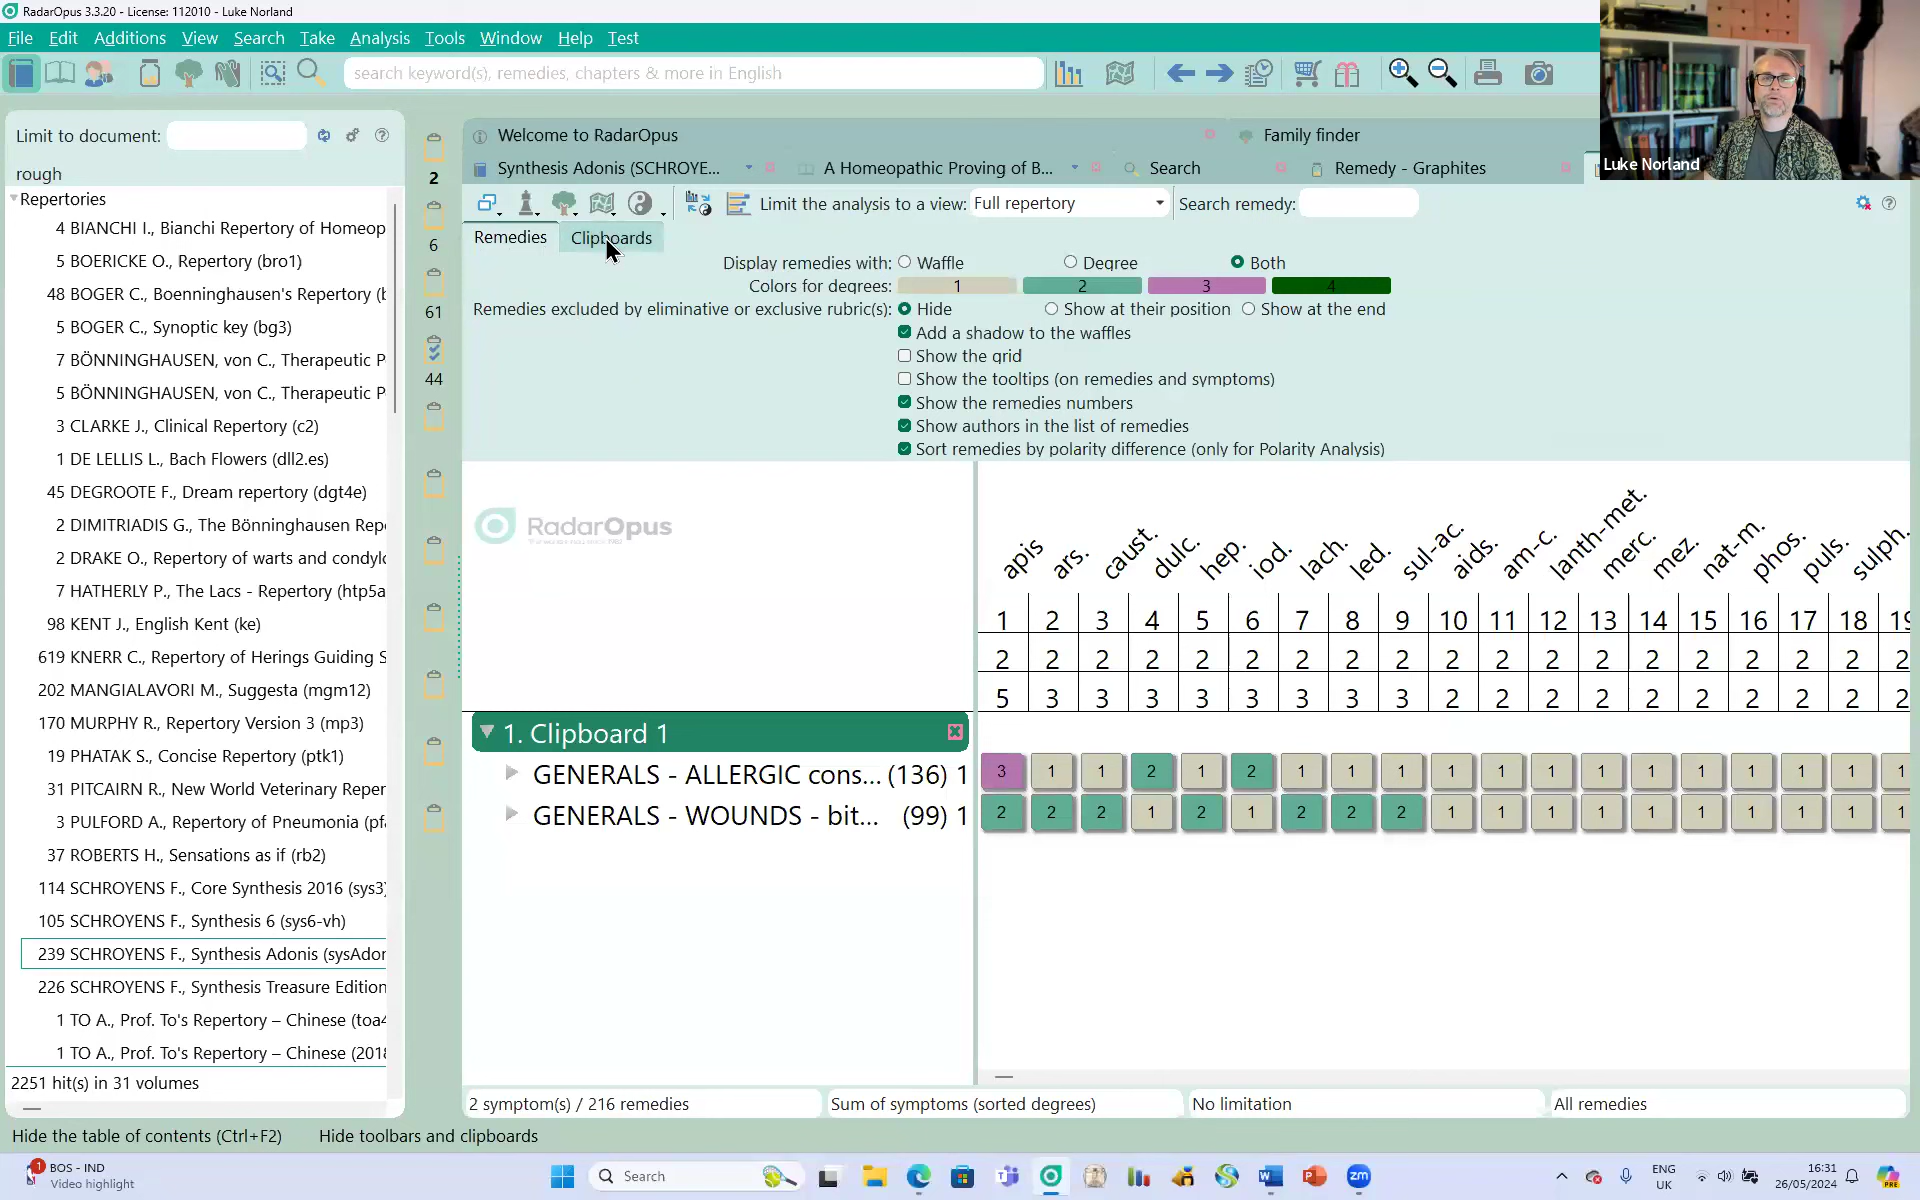 RadarOpus 3.3.20 - License: 112010 - Luke Norland
File Edit Additions View Search Take Analysis Tools Window Help Test
search keyword(s), remedies, chapters & more in English
Luke Norland
Limit to document:
rough
Repertories
4 BIANCHI I., Bianchi Repertory of Homeop
5 BOERICKE O., Repertory (bro1)
48 BOGER C., Boenninghausen's Repertory (b
5 BOGER C., Synoptic key (bg3)
7 BÖNNINGHAUSEN, von C., Therapeutic P
5 BÖNNINGHAUSEN, von C., Therapeutic P
3 CLARKE J., Clinical Repertory (c2)
1 DE LELLIS L., Bach Flowers (dll2.es)
45 DEGROOTE F., Dream repertory (dgt4e)
2 DIMITRIADIS G., The Bönninghausen Rep
2 DRAKE O., Repertory of warts and condylo
7 HATHERLY P., The Lacs - Repertory (htp5a
98 KENT J., English Kent (ke)
619 KNERR C., Repertory of Herings Guiding S
202 MANGIALAVORI M., Suggesta (mgm12)
170 MURPHY R., Repertory Version 3 (mp3)
19 PHATAK S., Concise Repertory (ptk1)
31 PITCAIRN R., New World Veterinary Reper
3 PULFORD A., Repertory of Pneumonia (pf
37 ROBERTS H., Sensations as if (rb2)
114 SCHROYENS F., Core Synthesis 2016 (sys3)
105 SCHROYENS F., Synthesis 6 (sys6-vh)
239 SCHROYENS F., Synthesis Adonis (sysAdor
226 SCHROYENS F., Synthesis Treasure Edition
1 TO A., Prof. To's Repertory – Chinese (toa4
1 TO A., Prof. To's Repertory – Chinese (2018
2251 hit(s) in 31 volumes
2
6
61
44
Welcome to RadarOpus Family finder
Synthesis Adonis (SCHROYE... A Homeopathic Proving of B... Search Remedy - Graphites
Limit the analysis to a view: Full repertory Search remedy:
Remedies Clipboards
Display remedies with: Waffle Degree Both
Colors for degrees: 1 2 3 4
Remedies excluded by eliminative or exclusive rubric(s): Hide Show at their position Show at the end
Add a shadow to the waffles
Show the grid
Show the tooltips (on remedies and symptoms)
Show the remedies numbers
Show authors in the list of remedies
Sort remedies by polarity difference (only for Polarity Analysis)
RadarOpus
apis ars. caust. dulc. hep. iod. lach. led. sul-ac. aids. am-c. lanth-met. merc. mez. nat-m. phos. puls. sulph.
1 2 3 4 5 6 7 8 9 10 11 12 13 14 15 16 17 18 19
2 2 2 2 2 2 2 2 2 2 2 2 2 2 2 2 2 2 2
5 3 3 3 3 3 3 3 3 2 2 2 2 2 2 2 2 2 2
1. Clipboard 1
GENERALS - ALLERGIC cons... (136) 1 3 1 1 2 1 2 1 1 1 1 1 1 1 1 1 1 1 1 1
GENERALS - WOUNDS - bit... (99) 1 2 2 2 1 2 1 2 2 2 1 1 1 1 1 1 1 1 1 1
2 symptom(s) / 216 remedies Sum of symptoms (sorted degrees) No limitation All remedies
Hide the table of contents (Ctrl+F2) Hide toolbars and clipboards
1 BOS - IND
Video highlight
Search
ENG
UK
16:31
26/05/2024